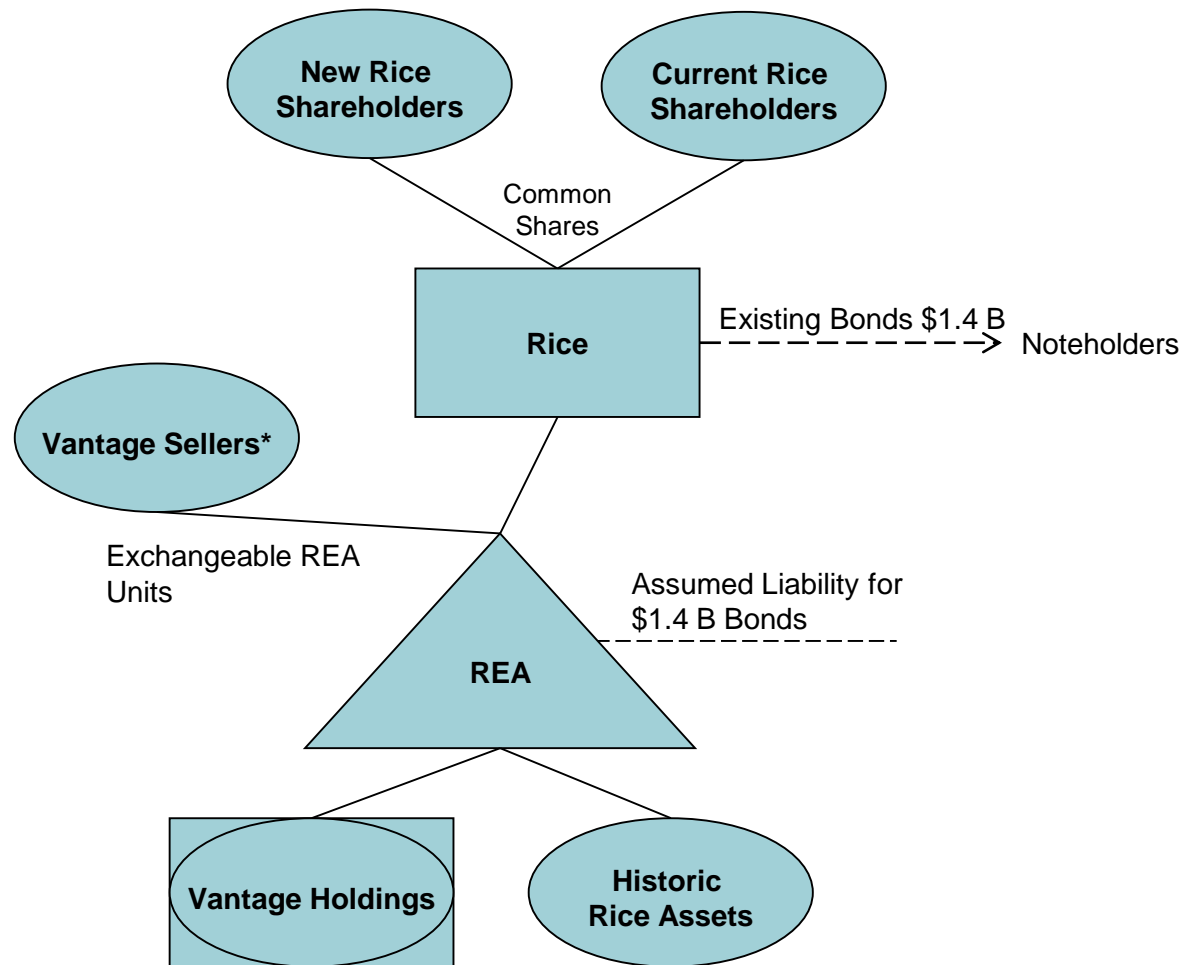 New Rice
Shareholders
Current Rice
Shareholders
Common
Shares
Rice
Existing Bonds $1.4 B
Noteholders
Vantage Sellers*
Exchangeable REA
Units
Assumed Liability for
$1.4 B Bonds
REA
Vantage Holdings
Historic
Rice Assets